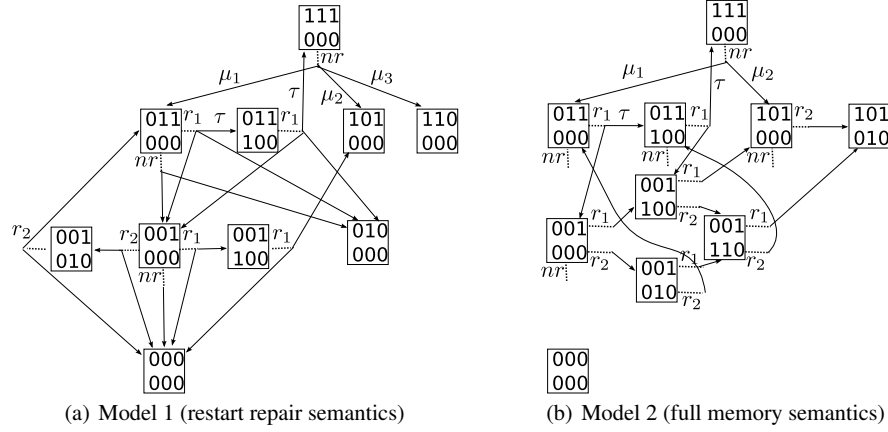 111
000
nr
μ1 μ2 μ3
τ
011
000
r1
τ
011
100
r1
101
000
110
000
nr
r2
001
010
r2
001
000
r1
001
100
r1
010
000
nr
000
000
(a) Model 1 (restart repair semantics)
111
000
nr
μ1 μ2
τ
011
000
r1
τ
011
100
r1
101
000
r2
101
010
nr
nr
nr
001
100
r1
r2
001
000
r1
r2
nr
001
110
r1
r2
001
010
r1
r2
000
000
(b) Model 2 (full memory semantics)